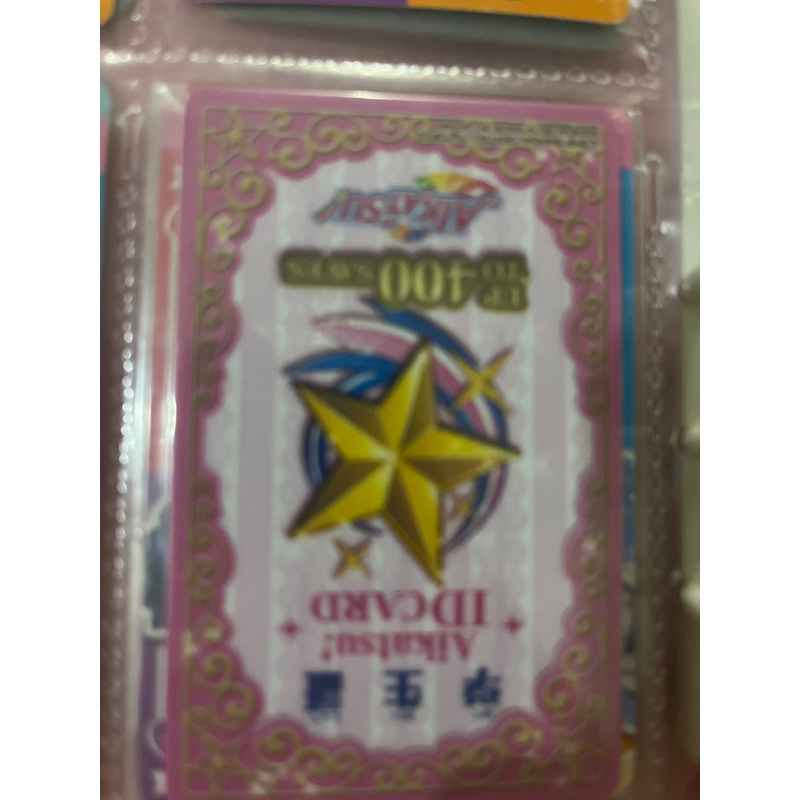 學生證
Aikatsu!
ID CARD
UP TO 400 SAVES
AIKATSU!